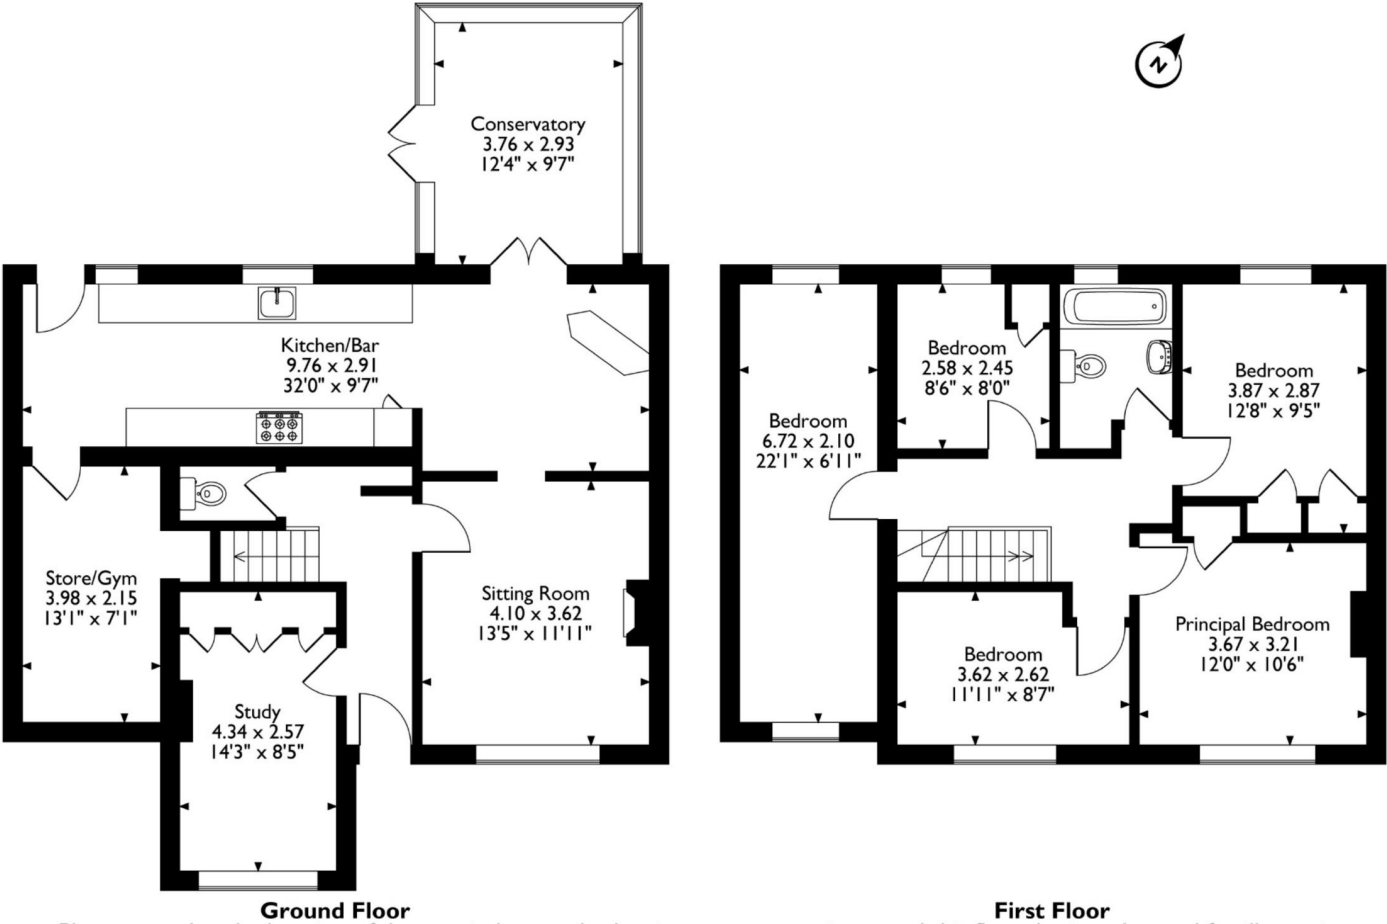 N
Conservatory
3.76 x 2.93
12'4" x 9'7"
Kitchen/Bar
9.76 x 2.91
32'0" x 9'7"
Store/Gym
3.98 x 2.15
13'1" x 7'1"
Sitting Room
4.10 x 3.62
13'5" x 11'11"
Study
4.34 x 2.57
14'3" x 8'5"
Ground Floor
Bedroom
6.72 x 2.10
22'1" x 6'11"
Bedroom
2.58 x 2.45
8'6" x 8'0"
Bedroom
3.87 x 2.87
12'8" x 9'5"
Bedroom
3.62 x 2.62
11'11" x 8'7"
Principal Bedroom
3.67 x 3.21
12'0" x 10'6"
First Floor